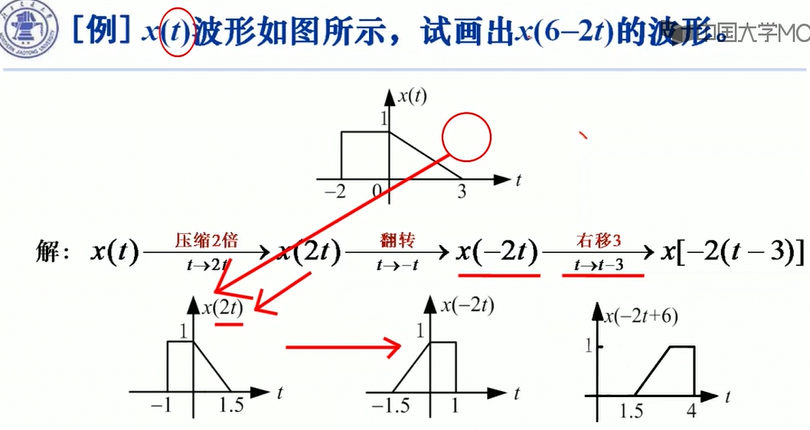 [例] x(t)波形如图所示，试画出x(6–2t)的波形。
中国大学MO
x(t)
1
–2 0 3 t
解： x(t) 压缩2倍 t→2t x(2t) 翻转 t→-t x(–2t) 右移3 t→t–3 x[–2(t–3)]
x(2t) x(–2t) x(–2t+6)
1 1 1
–1 1.5 t –1.5 1 t 1.5 4 t